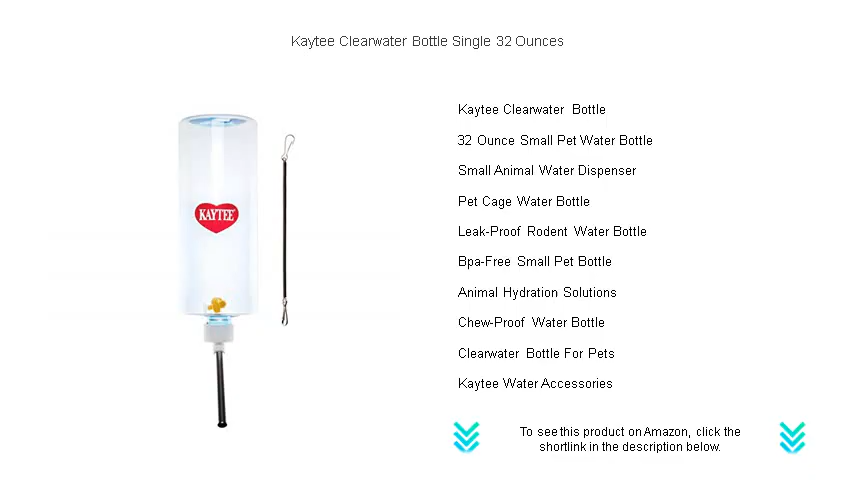 Kaytee Clearwater Bottle Single 32 Ounces
Kaytee Clearwater Bottle
32 Ounce Small Pet Water Bottle
Small Animal Water Dispenser
Pet Cage Water Bottle
Leak-Proof Rodent Water Bottle
Bpa-Free Small Pet Bottle
Animal Hydration Solutions
Chew-Proof Water Bottle
Clearwater Bottle For Pets
Kaytee Water Accessories
KAYTEE
To see this product on Amazon, click the
shortlink in the description below.